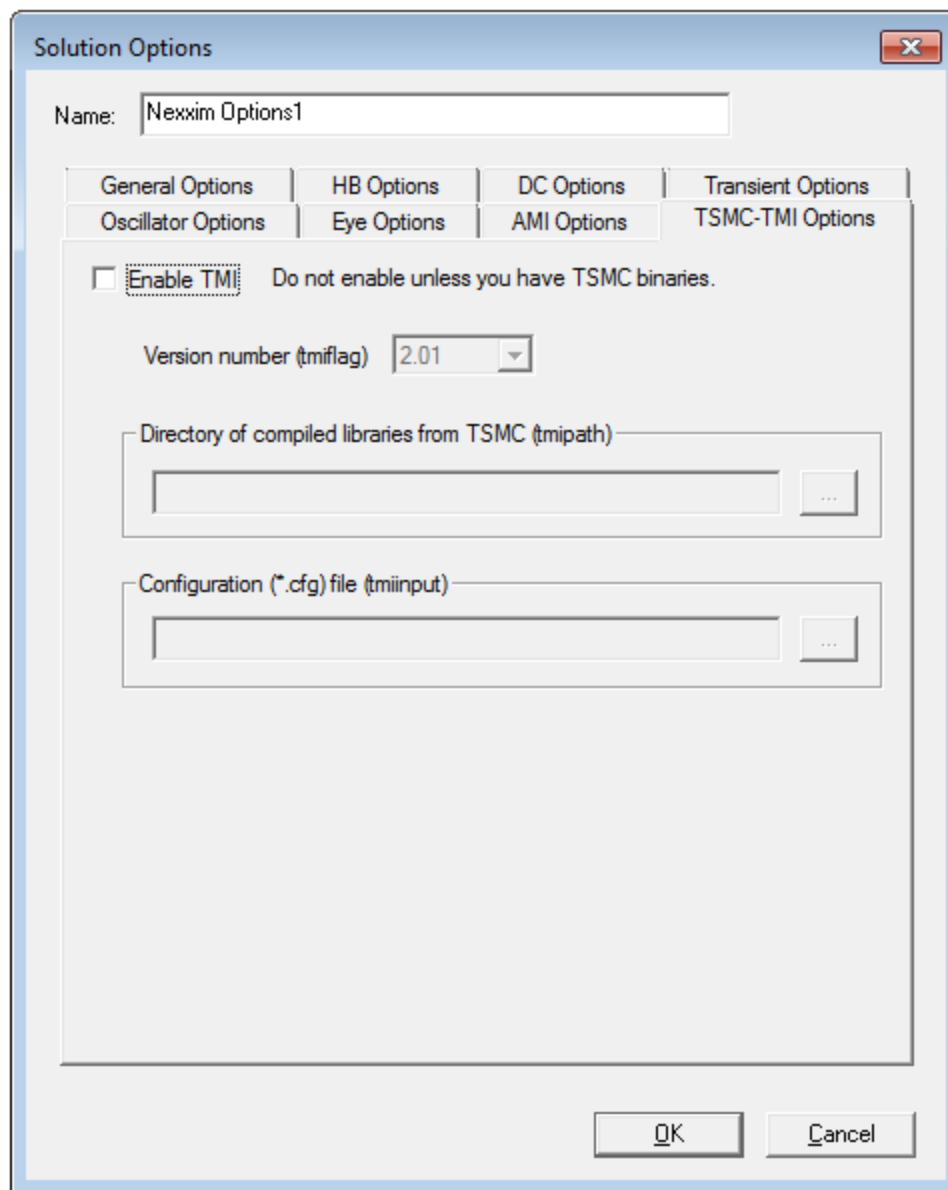 Solution Options
Name: Nexxim Options1
General Options HB Options DC Options Transient Options
Oscillator Options Eye Options AMI Options TSMC-TMI Options
Enable TMI Do not enable unless you have TSMC binaries.
Version number (tmiflag) 2.01
Directory of compiled libraries from TSMC (tmipath)
...
Configuration (*.cfg) file (tmiinput)
...
OK Cancel